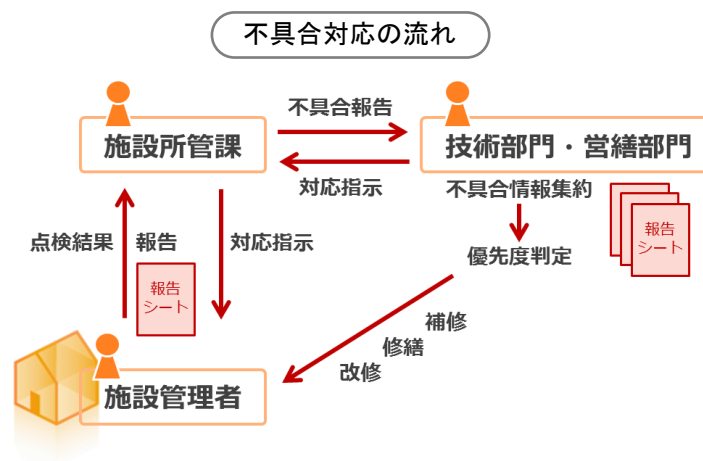 不具合対応の流れ
施設所管課
不具合報告
対応指示
技術部門・営繕部門
不具合情報集約
優先度判定
報告
シート
点検結果
報告
報告
シート
対応指示
補修
修繕
改修
施設管理者